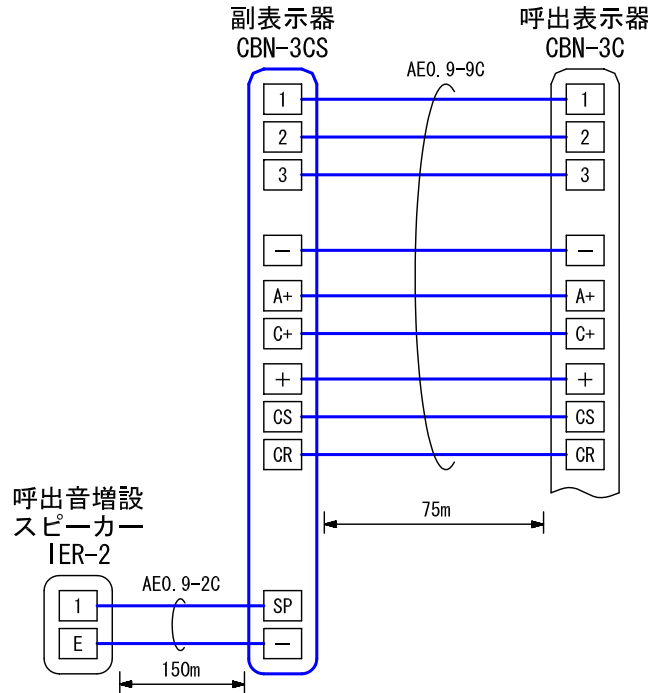 副表示器
CBN-3CS
呼出表示器
CBN-3C
AE0.9-9C
1
1
2
2
3
3
－
－
A+
A+
C+
C+
+
+
CS
CS
CR
CR
75m
呼出音増設
スピーカー
IER-2
AE0.9-2C
1
SP
E
－
150m